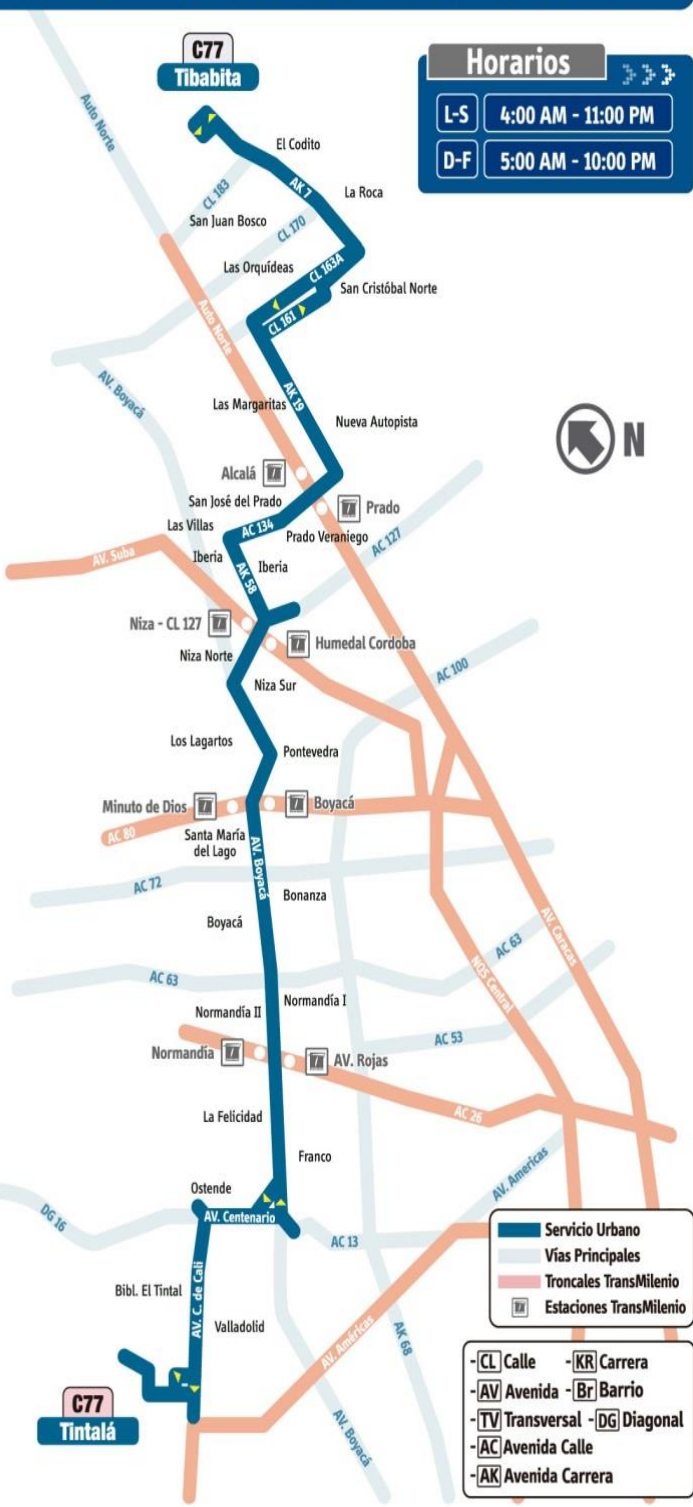 C77
Tibabita
Horarios
L-S 4:00 AM - 11:00 PM
D-F 5:00 AM - 10:00 PM
Auto Norte
El Codito
AK 7
CL 183
La Roca
San Juan Bosco
CL 170
Las Orquídeas
CL 163A
San Cristóbal Norte
CL 161
Auto Norte
AV. Boyacá
AK 19
Las Margaritas
Nueva Autopista
N
Alcalá
San José del Prado
Prado
Las Villas
AC 134
Prado Veraniego
AC 127
AV. Suba
Iberia
Iberia
AK 58
Niza - CL 127
Humedal Cordoba
Niza Norte
Niza Sur
AC 100
Los Lagartos
Pontevedra
Minuto de Dios
Boyacá
AC 80
Santa María
del Lago
AV. Boyacá
AC 72
Bonanza
Boyacá
AC 63
AC 63
AV. Caracas
NQS Central
Normandía II
Normandía I
AC 53
Normandía
AV. Rojas
AC 26
La Felicidad
Franco
Ostende
AV. Américas
DG 16
AV. Centenario
AC 13
Bibl. El Tintal
AV. C. de Cali
Valladolid
AV. Américas
AK 68
AV. Boyacá
C77
Tintalá
Servicio Urbano
Vías Principales
Troncales TransMilenio
Estaciones TransMilenio
-CL Calle -KR Carrera
-AV Avenida -Br Barrio
-TV Transversal -DG Diagonal
-AC Avenida Calle
-AK Avenida Carrera